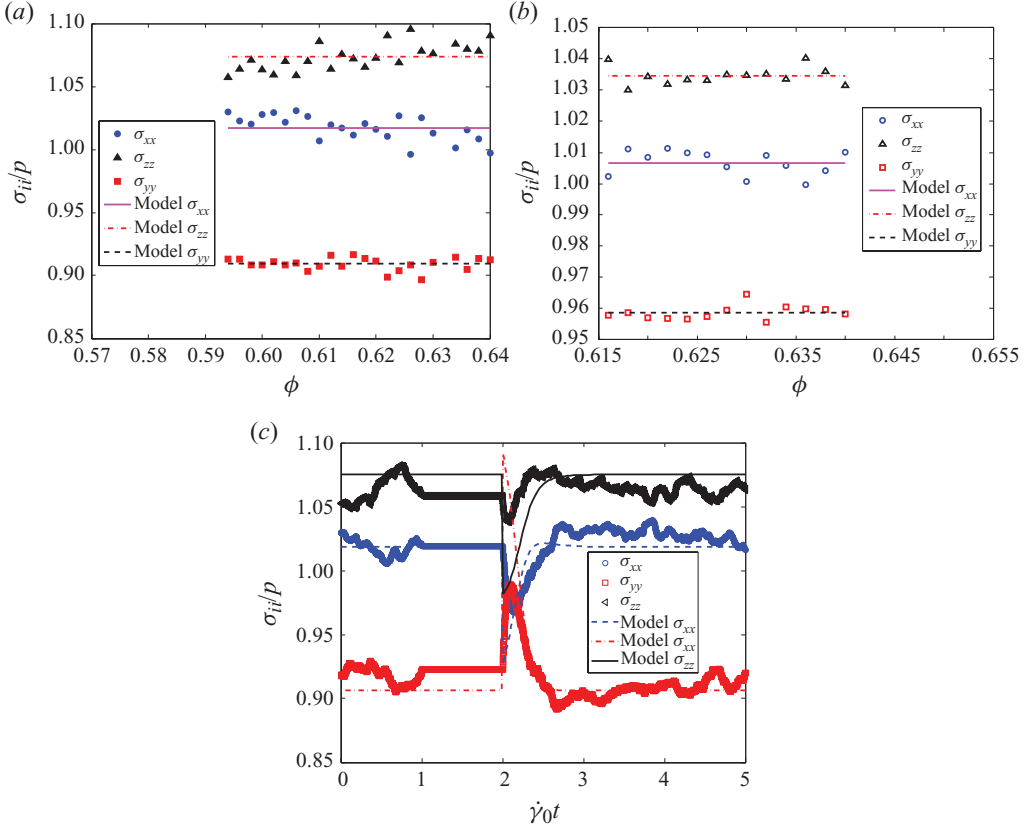 (a)
1.10
1.05
1.00
0.95
0.90
0.85
σii/p
σxx
σzz
σyy
Model σxx
Model σzz
Model σyy
0.57 0.58 0.59 0.60 0.61 0.62 0.63 0.64
ϕ
(b)
1.05
1.04
1.03
1.02
1.01
1.00
0.99
0.98
0.97
0.96
0.95
σii/p
σxx
σzz
σyy
Model σxx
Model σzz
Model σyy
0.615 0.625 0.635 0.645 0.655
ϕ
(c)
1.10
1.05
1.00
0.95
0.90
0.85
σii/p
σxx
σyy
σzz
Model σxx
Model σxx
Model σzz
0 1 2 3 4 5
γ̇0t